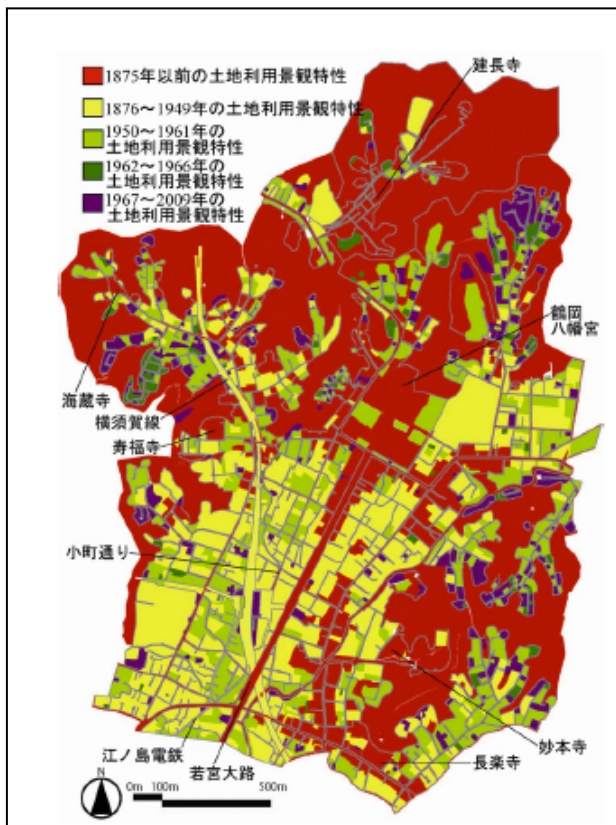 建長寺
1875年以前の土地利用景観特性
1876〜1949年の土地利用景観特性
1950〜1961年の
土地利用景観特性
1962〜1966年の
土地利用景観特性
1967〜2009年の
土地利用景観特性
鶴岡
八幡宮
海蔵寺
横須賀線
寿福寺
小町通り
妙本寺
江ノ島電鉄
長楽寺
若宮大路
N
0m 100m 500m